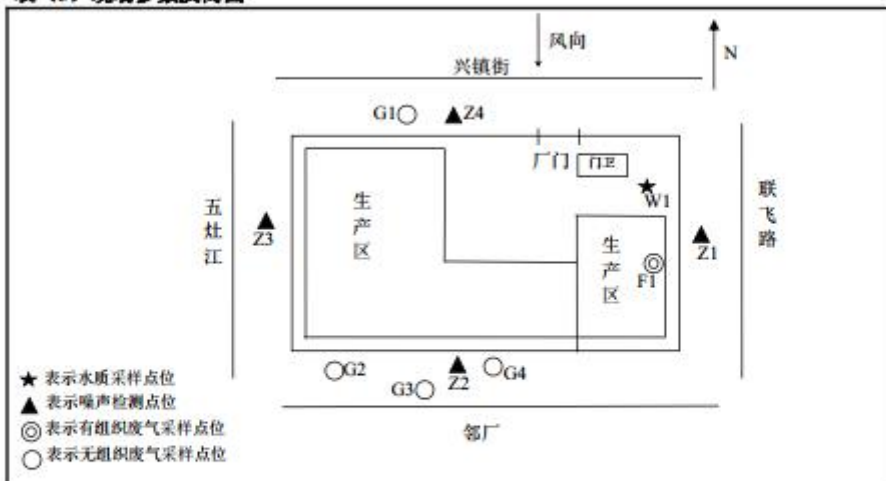 风向
N
兴镇街
G1
Z4
厂门
门卫
W1
五灶江
Z3
生产区
生产区
F1
Z1
联飞路
G2
Z2
G4
G3
邻厂
★ 表示水质采样点位
▲ 表示噪声检测点位
◎ 表示有组织废气采样点位
○ 表示无组织废气采样点位